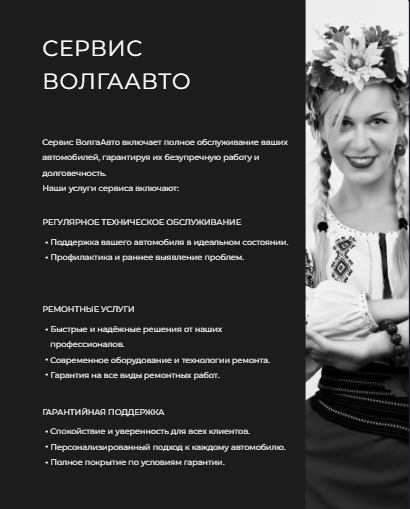 СЕРВИС
ВОЛГААВТО
Сервис ВолгаАвто включает полное обслуживание ваших
автомобилей, гарантируя их безупречную работу и
долговечность.
Наши услуги сервиса включают:
РЕГУЛЯРНОЕ ТЕХНИЧЕСКОЕ ОБСЛУЖИВАНИЕ
• Поддержка вашего автомобиля в идеальном состоянии.
• Профилактика и раннее выявление проблем.
РЕМОНТНЫЕ УСЛУГИ
• Быстрые и надёжные решения от наших
профессионалов.
• Современное оборудование и технологии ремонта.
• Гарантия на все виды ремонтных работ.
ГАРАНТИЙНАЯ ПОДДЕРЖКА
• Спокойствие и уверенность для всех клиентов.
• Персонализированный подход к каждому автомобилю.
• Полное покрытие по условиям гарантии.